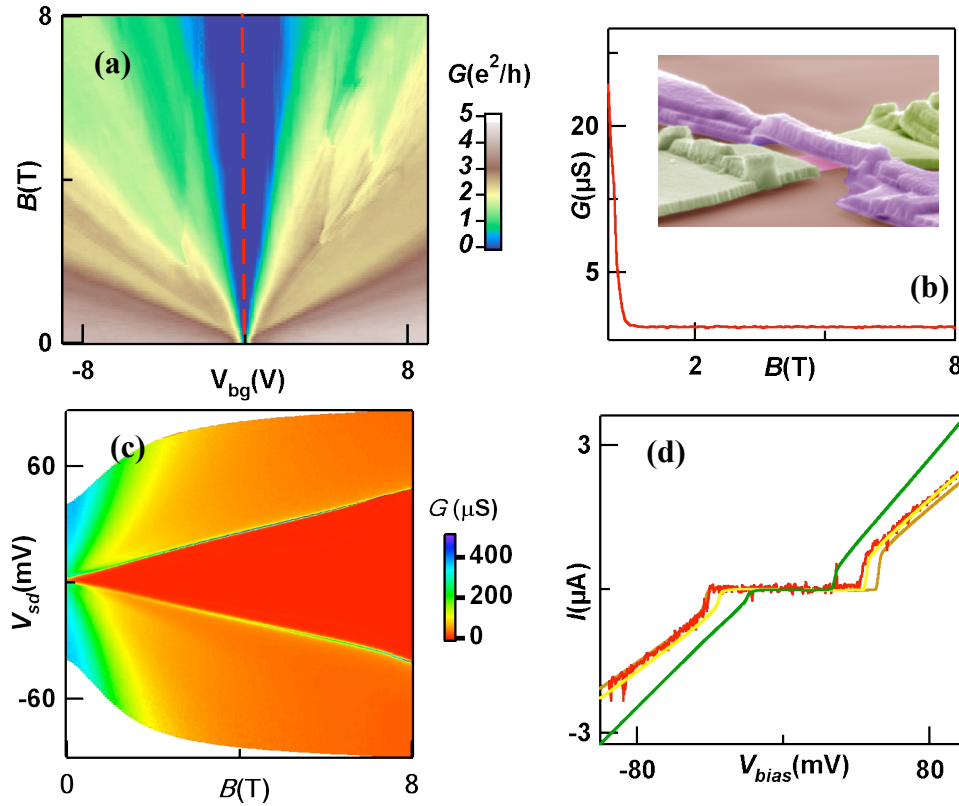 (a)
8
B(T)
0
-8
V_bg(V)
8
G(e²/h)
5
4
3
2
1
0
(b)
20
G(μS)
5
2
B(T)
8
(c)
60
V_sd(mV)
-60
0
B(T)
8
G (μS)
400
200
0
(d)
3
I(μA)
-3
-80
V_bias(mV)
80